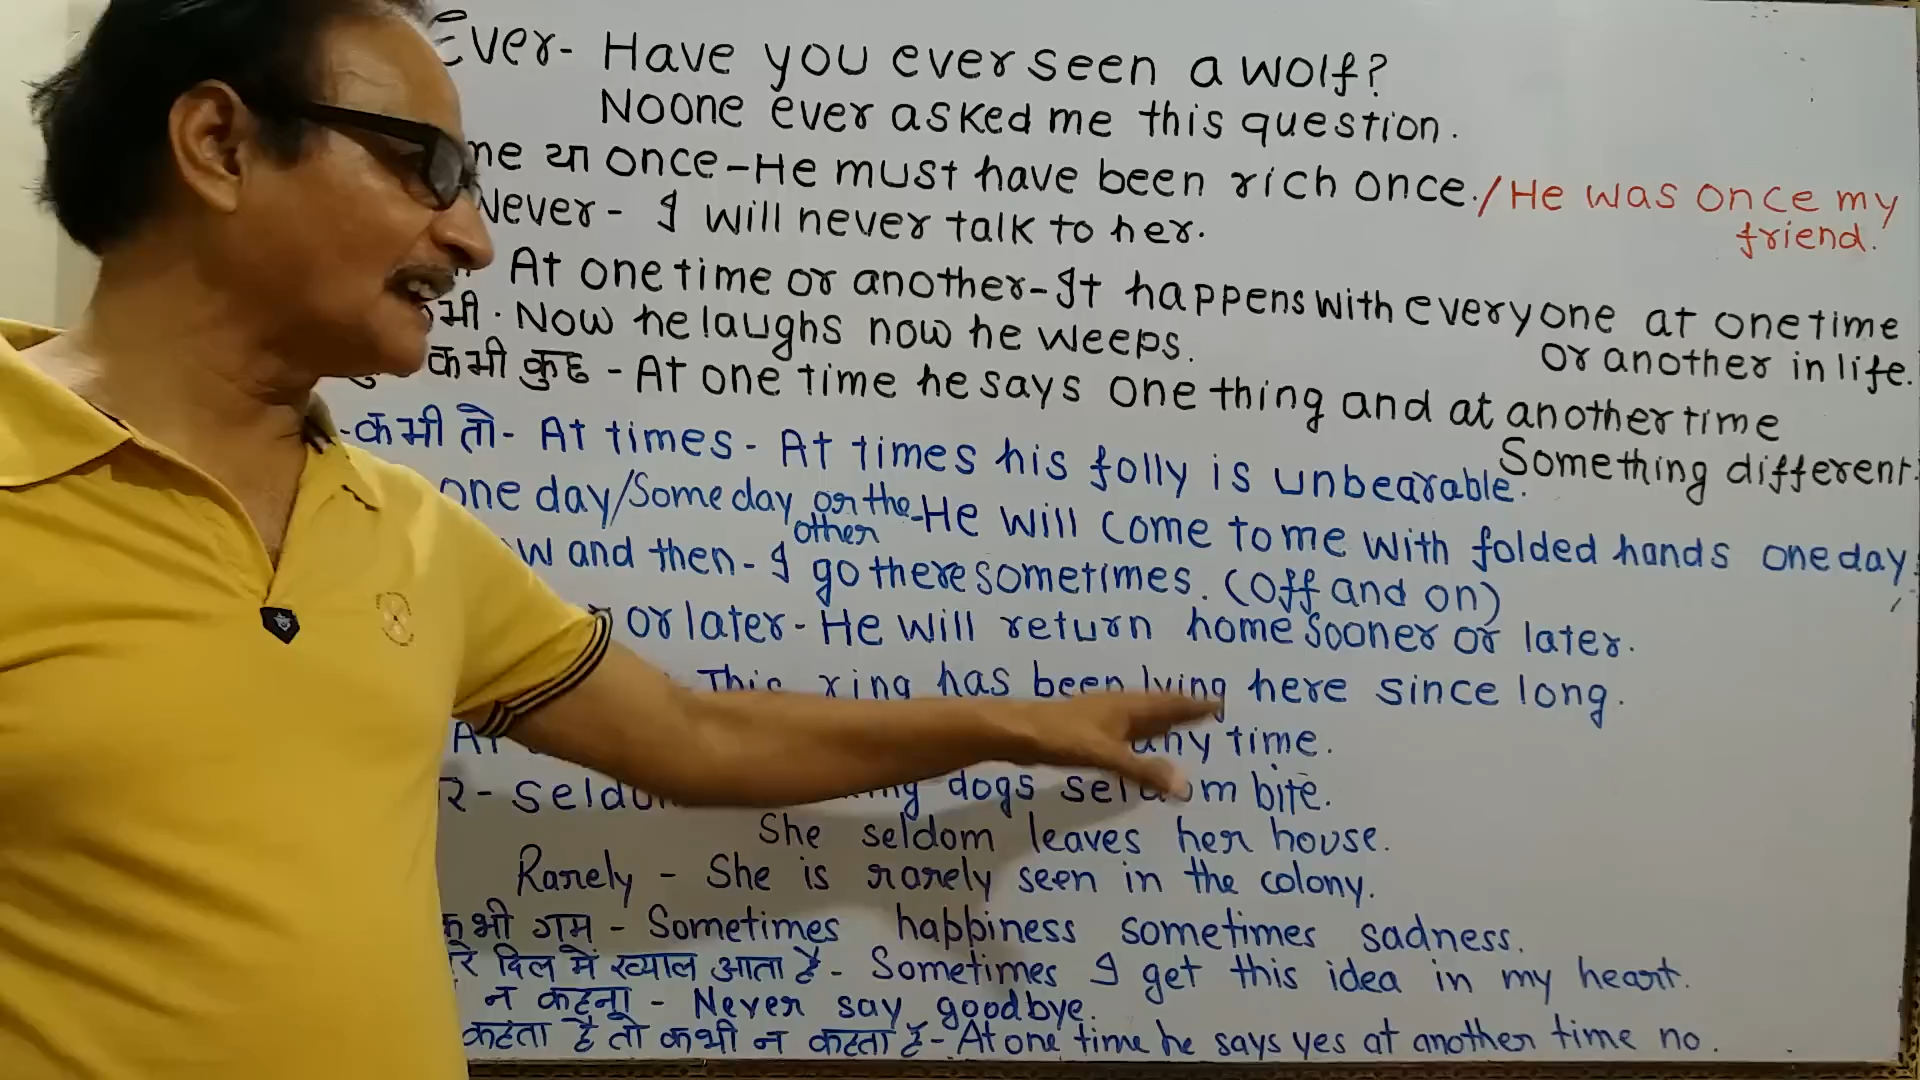 Ever- Have you ever seen a wolf?
Noone ever asked me this question.
या once-He must have been rich once./He was once my
friend.
Never- I will never talk to her.
At one time or another-It happens with everyone at one time
or another in life.
Now he laughs now he weeps.
कभी कुछ -At one time he says one thing and at another time
Something different.
-कभी तो- At times - At times his folly is unbearable.
one day/Some day or the other-He will come to me with folded hands one day
and then-I go there sometimes. (Off and on)
or later-He will return home sooner or later.
This ring has been lying here since long.
any time.
dogs seldom bite.
She seldom leaves her house.
Rarely - She is rarely seen in the colony.
कभी गम - Sometimes happiness sometimes sadness.
दिल में ख्याल आता है- Sometimes I get this idea in my heart.
न कहना - Never say goodbye.
कहता है तो कभी न कहता है-At one time he says yes at another time no.